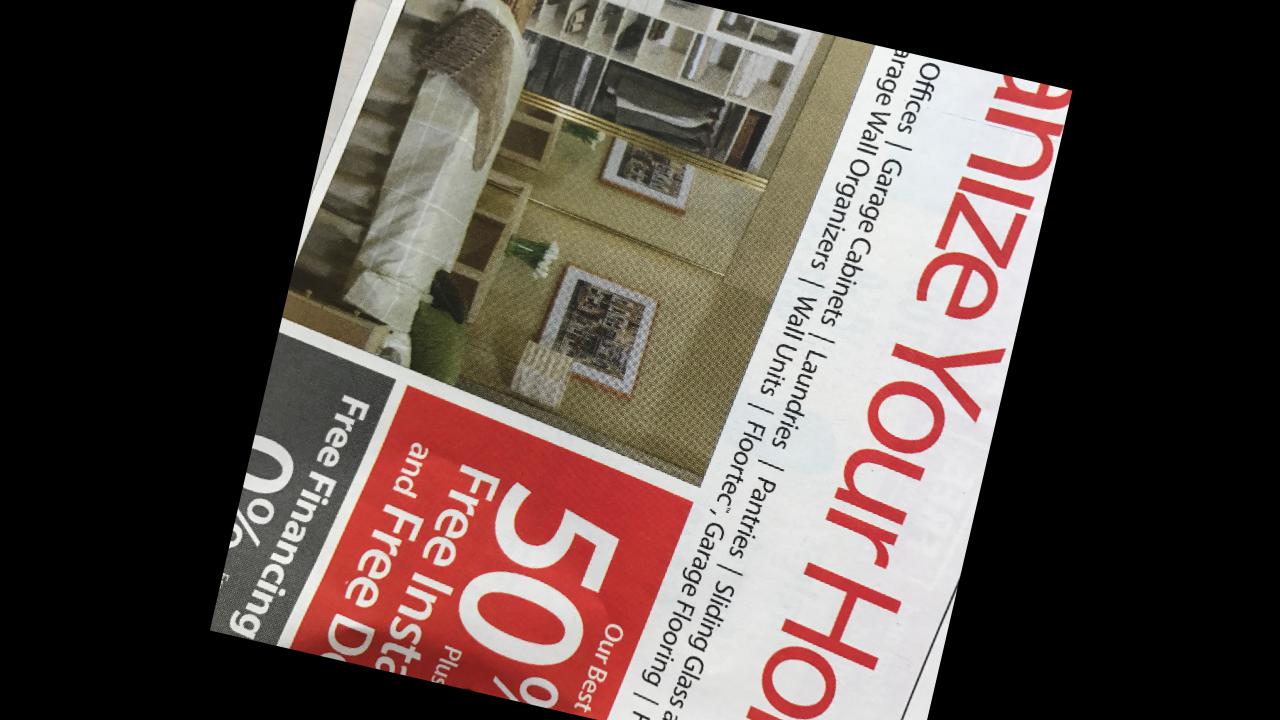 anize Your Ho
Offices | Garage Cabinets | Laundries | Pantries | Sliding Glass a
arage Wall Organizers | Wall Units | Floortec™, Garage Flooring |
Our Best
50%
Plus
Free Insta
and Free D
Free Financing
0%